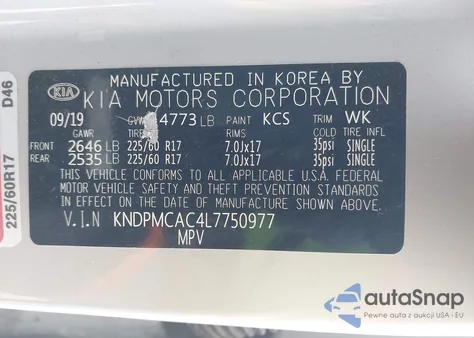 MANUFACTURED IN KOREA BY
KIA KIA MOTORS CORPORATION
09/19 4773 LB PAINT KCS TRIM WK
GAWR TIRES RIMS COLD TIRE INFL
FRONT 2646 LB 225/60 R17 7.0Jx17 35psi SINGLE
REAR 2535 LB 225/60 R17 7.0Jx17 35psi SINGLE
THIS VEHICLE CONFORMS TO ALL APPLICABLE U.S.A. FEDERAL
MOTOR VEHICLE SAFETY, BUMPER, AND THEFT PREVENTION STANDARDS
IN EFFECT ON THE DATE OF MANUFACTURE SHOWN ABOVE.
V.I.N KNDPMCAC4L7750977
MPV
225/60R17 D46
autoSnap
Pewne auta z aukcji USA i EU